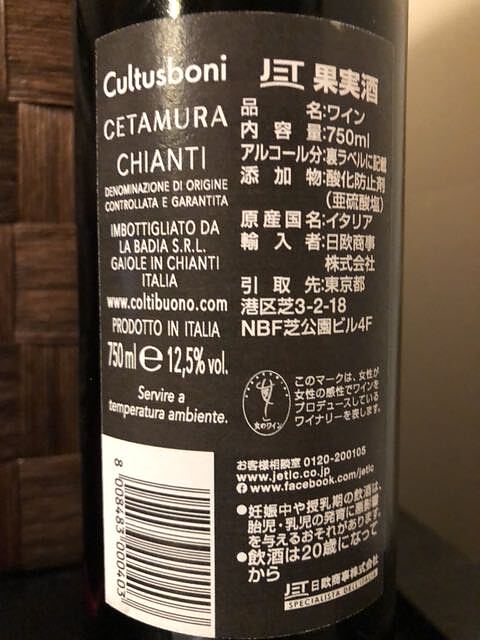 Cultusboni
CETAMURA
CHIANTI
DENOMINAZIONE DI ORIGINE
CONTROLLATA E GARANTITA
IMBOTTIGLIATO DA
LA BADIA S.R.L.
GAIOLE IN CHIANTI
ITALIA
www.coltibuono.com
PRODOTTO IN ITALIA
750 ml e 12,5% vol.
Servire a
temperatura ambiente.
8 008483 000403
JET 果実酒
品名:ワイン
内容量:750ml
アルコール分:裏ラベルに記載
添加物:酸化防止剤
(亜硫酸塩)
原産国名:イタリア
輸入者:日欧商事
株式会社
引取先:東京都
港区芝3-2-18
NBF芝公園ビル4F
女のワイン
このマークは、女性が
女性の感性でワインを
プロデュースしている
ワイナリーを表します。
お客様相談室 0120-200105
www.jetlc.co.jp
www.facebook.com/jetlc
●妊娠中や授乳期の飲酒は、
胎児・乳児の発育に悪影響
を与えるおそれがあります。
●飲酒は20歳になって
から
JET 日欧商事株式会社
SPECIALISTA DELL'ITALIA